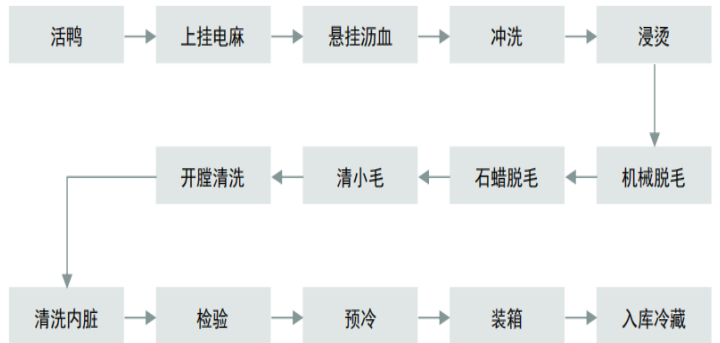 活鸭
上挂电麻
悬挂沥血
冲洗
浸烫
机械脱毛
石蜡脱毛
清小毛
开膛清洗
清洗内脏
检验
预冷
装箱
入库冷藏